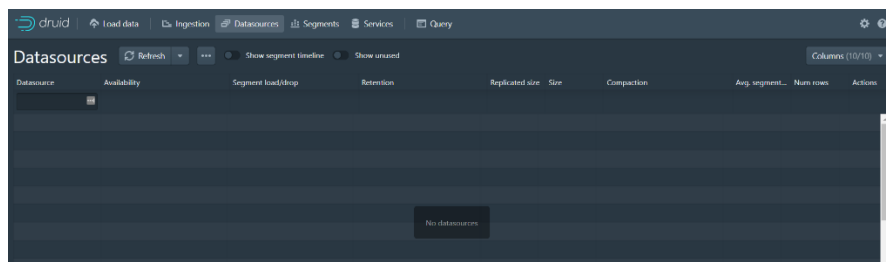 druid Load data Ingestion Datasources Segments Services Query
Datasources Refresh Show segment timeline Show unused Columns (10/10)
Datasource Availability Segment load/drop Retention Replicated size Size Compaction Avg. segment... Num rows Actions
No datasources